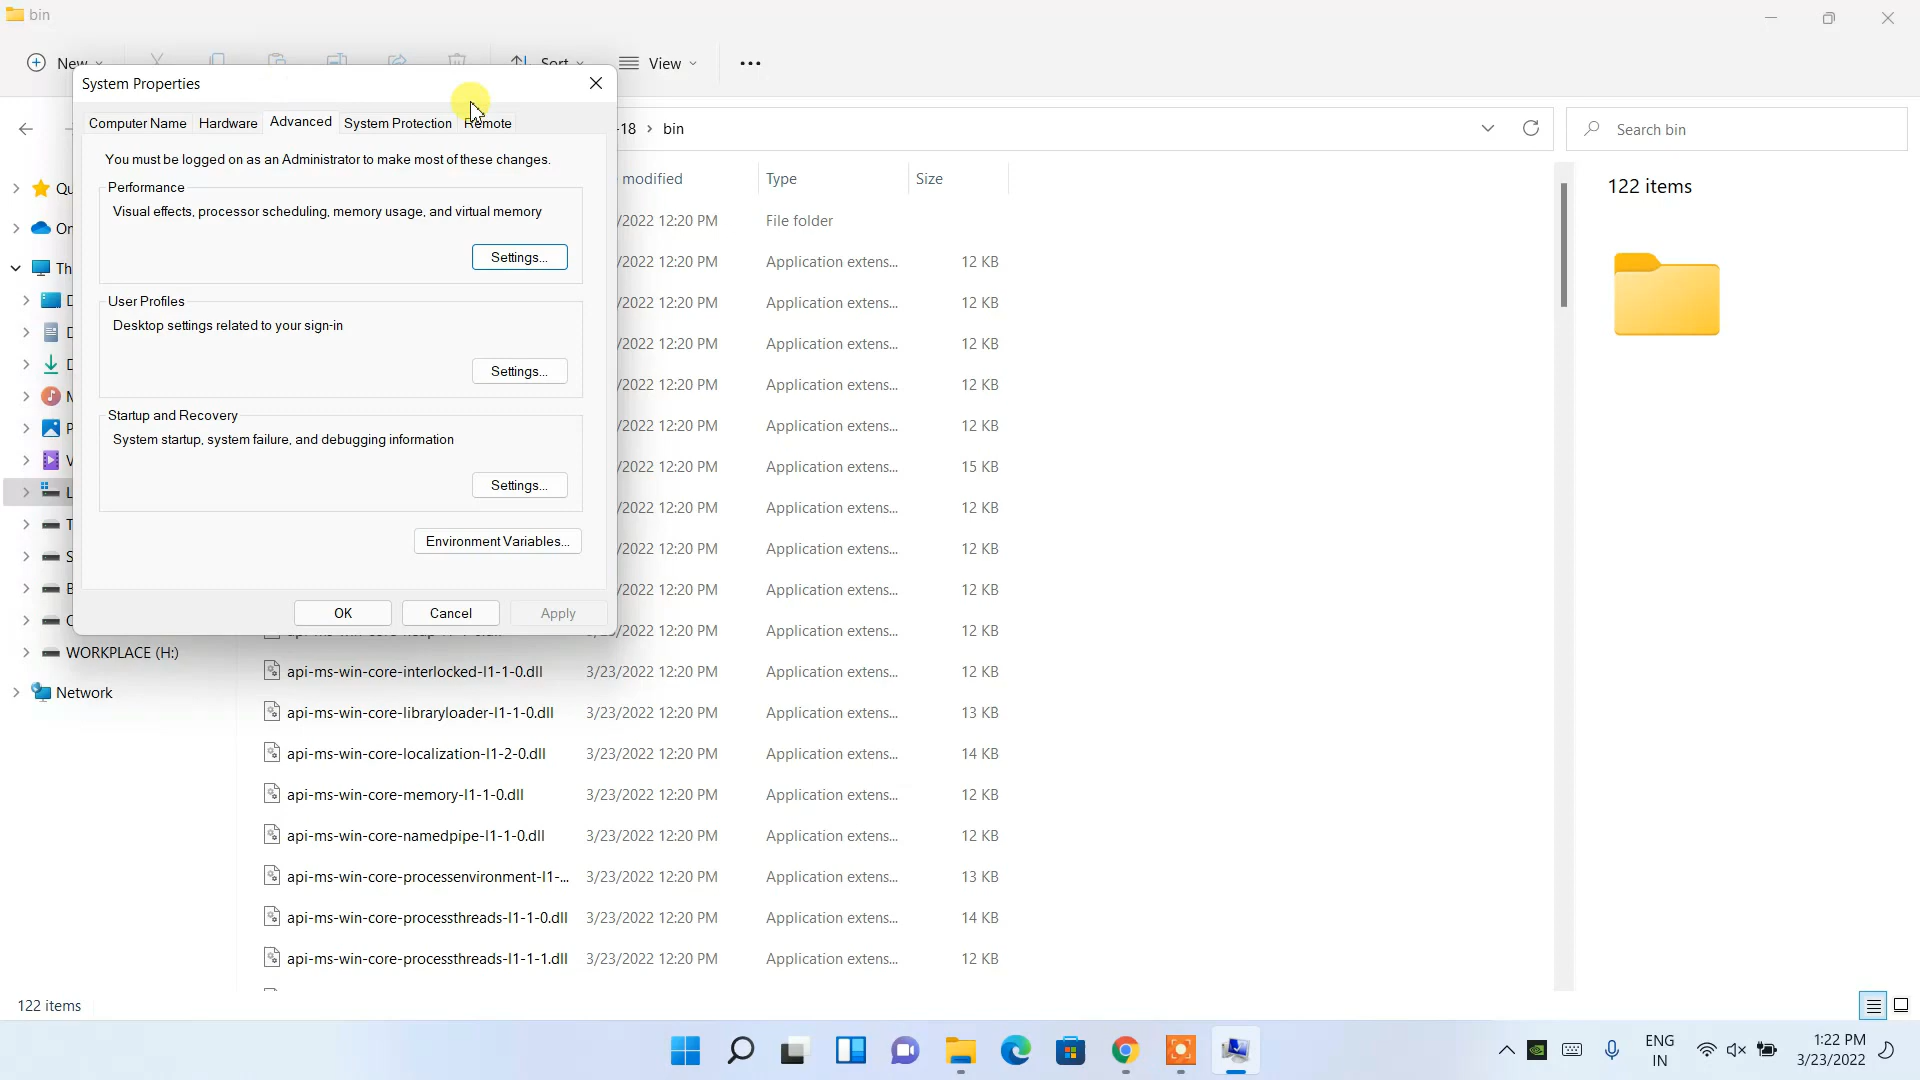 bin
New
Sort
View
System Properties
Computer Name
Hardware
Advanced
System Protection
Remote
-18 > bin
Search bin
You must be logged on as an Administrator to make most of these changes.
Performance
Visual effects, processor scheduling, memory usage, and virtual memory
Settings...
User Profiles
Desktop settings related to your sign-in
Settings...
Startup and Recovery
System startup, system failure, and debugging information
Settings...
Environment Variables...
OK
Cancel
Apply
modified Type Size
/2022 12:20 PM File folder
/2022 12:20 PM Application extens... 12 KB
/2022 12:20 PM Application extens... 12 KB
/2022 12:20 PM Application extens... 12 KB
/2022 12:20 PM Application extens... 12 KB
/2022 12:20 PM Application extens... 12 KB
/2022 12:20 PM Application extens... 15 KB
/2022 12:20 PM Application extens... 12 KB
/2022 12:20 PM Application extens... 12 KB
/2022 12:20 PM Application extens... 12 KB
/2022 12:20 PM Application extens... 12 KB
api-ms-win-core-interlocked-l1-1-0.dll 3/23/2022 12:20 PM Application extens... 12 KB
api-ms-win-core-libraryloader-l1-1-0.dll 3/23/2022 12:20 PM Application extens... 13 KB
api-ms-win-core-localization-l1-2-0.dll 3/23/2022 12:20 PM Application extens... 14 KB
api-ms-win-core-memory-l1-1-0.dll 3/23/2022 12:20 PM Application extens... 12 KB
api-ms-win-core-namedpipe-l1-1-0.dll 3/23/2022 12:20 PM Application extens... 12 KB
api-ms-win-core-processenvironment-l1-... 3/23/2022 12:20 PM Application extens... 13 KB
api-ms-win-core-processthreads-l1-1-0.dll 3/23/2022 12:20 PM Application extens... 14 KB
api-ms-win-core-processthreads-l1-1-1.dll 3/23/2022 12:20 PM Application extens... 12 KB
WORKPLACE (H:)
Network
122 items
122 items
ENG
IN
1:22 PM
3/23/2022